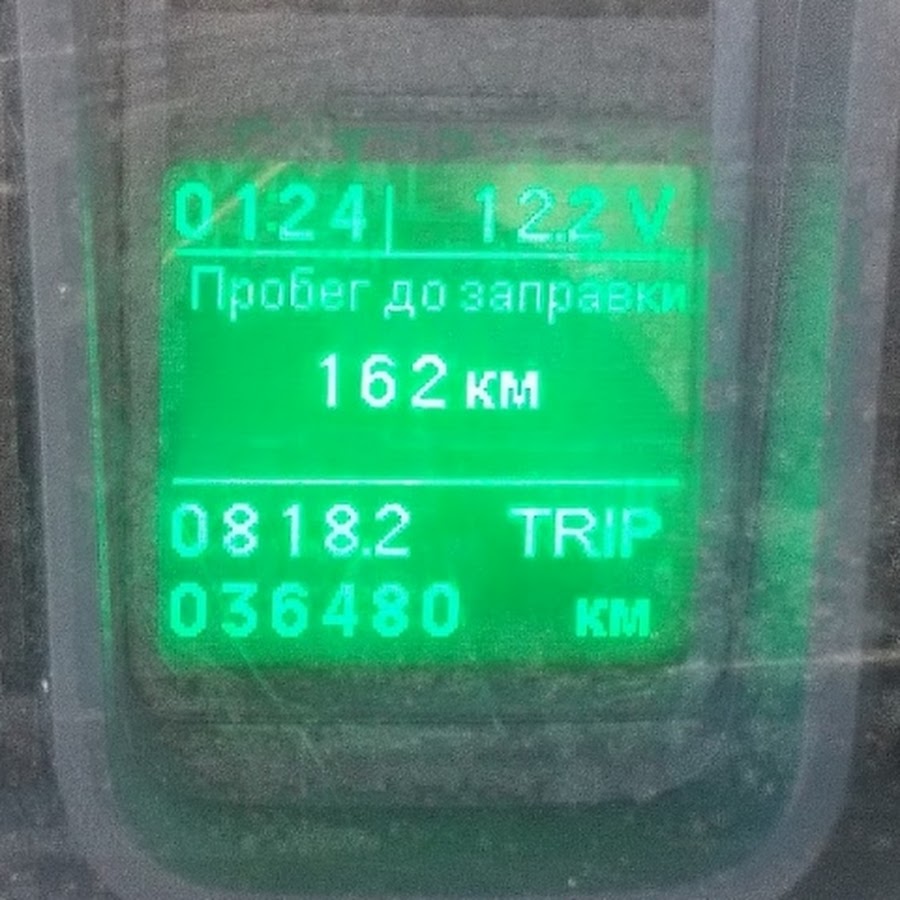 01:24 12.2 V
Пробег до заправки
162 км
0818.2 TRIP
036480 км